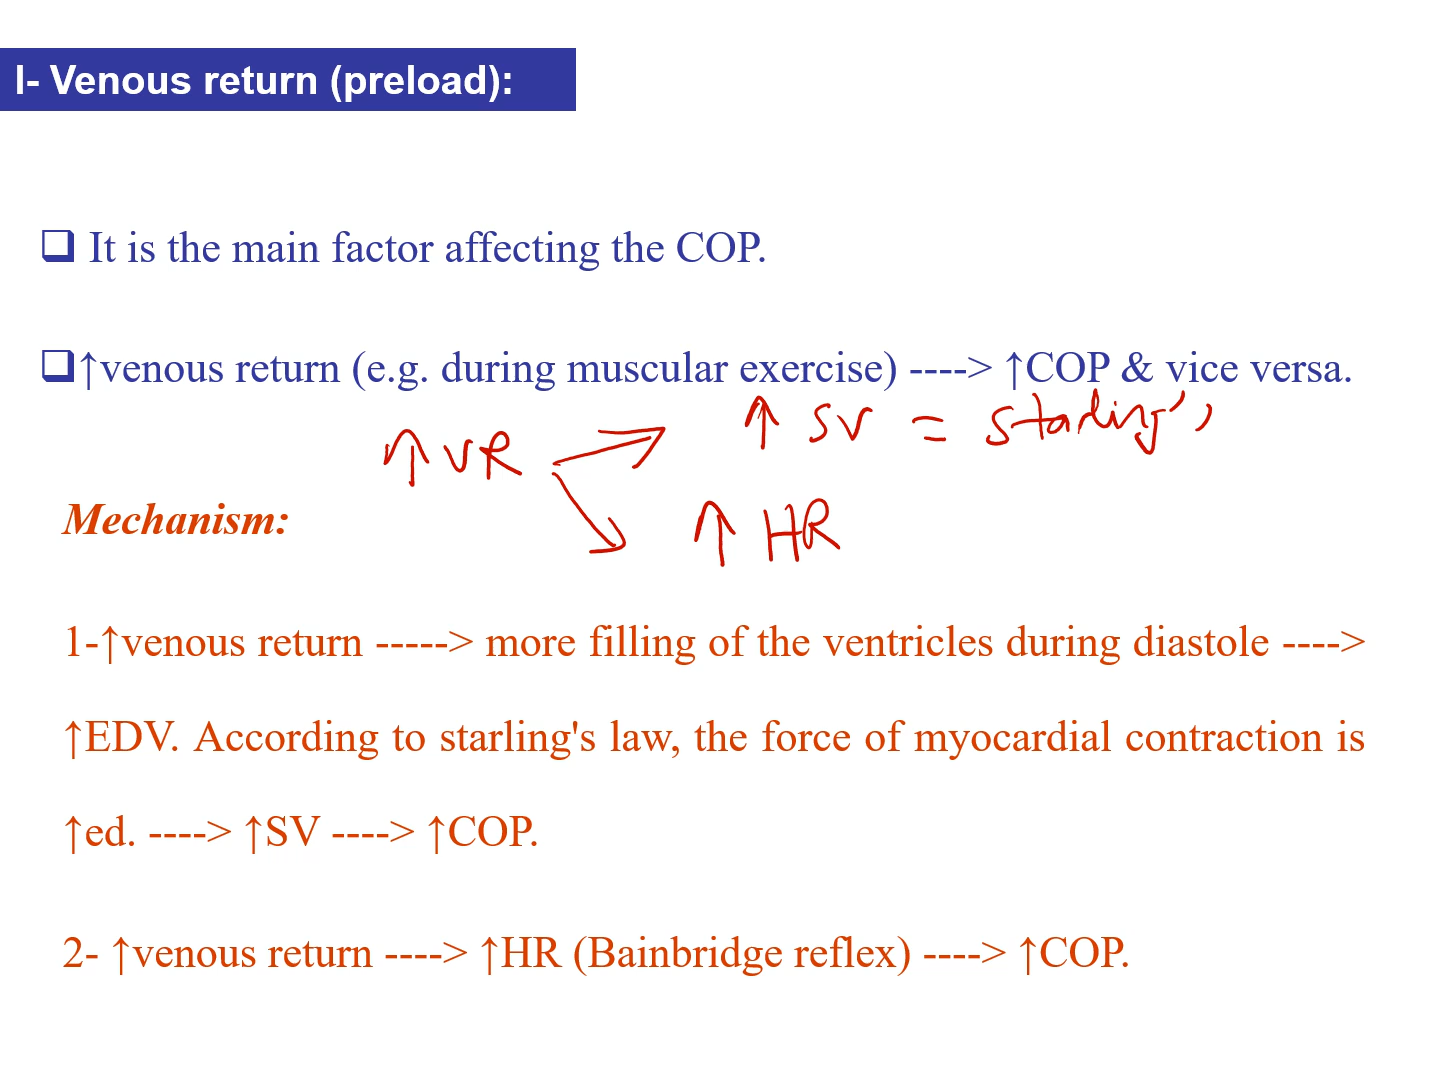 I- Venous return (preload):
❑ It is the main factor affecting the COP.
❑↑venous return (e.g. during muscular exercise) ----> ↑COP & vice versa.
↑ SV = Starling's
↑ VR
↑ HR
Mechanism:
1-↑venous return -----> more filling of the ventricles during diastole ---->
↑EDV. According to starling's law, the force of myocardial contraction is
↑ed. ----> ↑SV ----> ↑COP.
2- ↑venous return ----> ↑HR (Bainbridge reflex) ----> ↑COP.